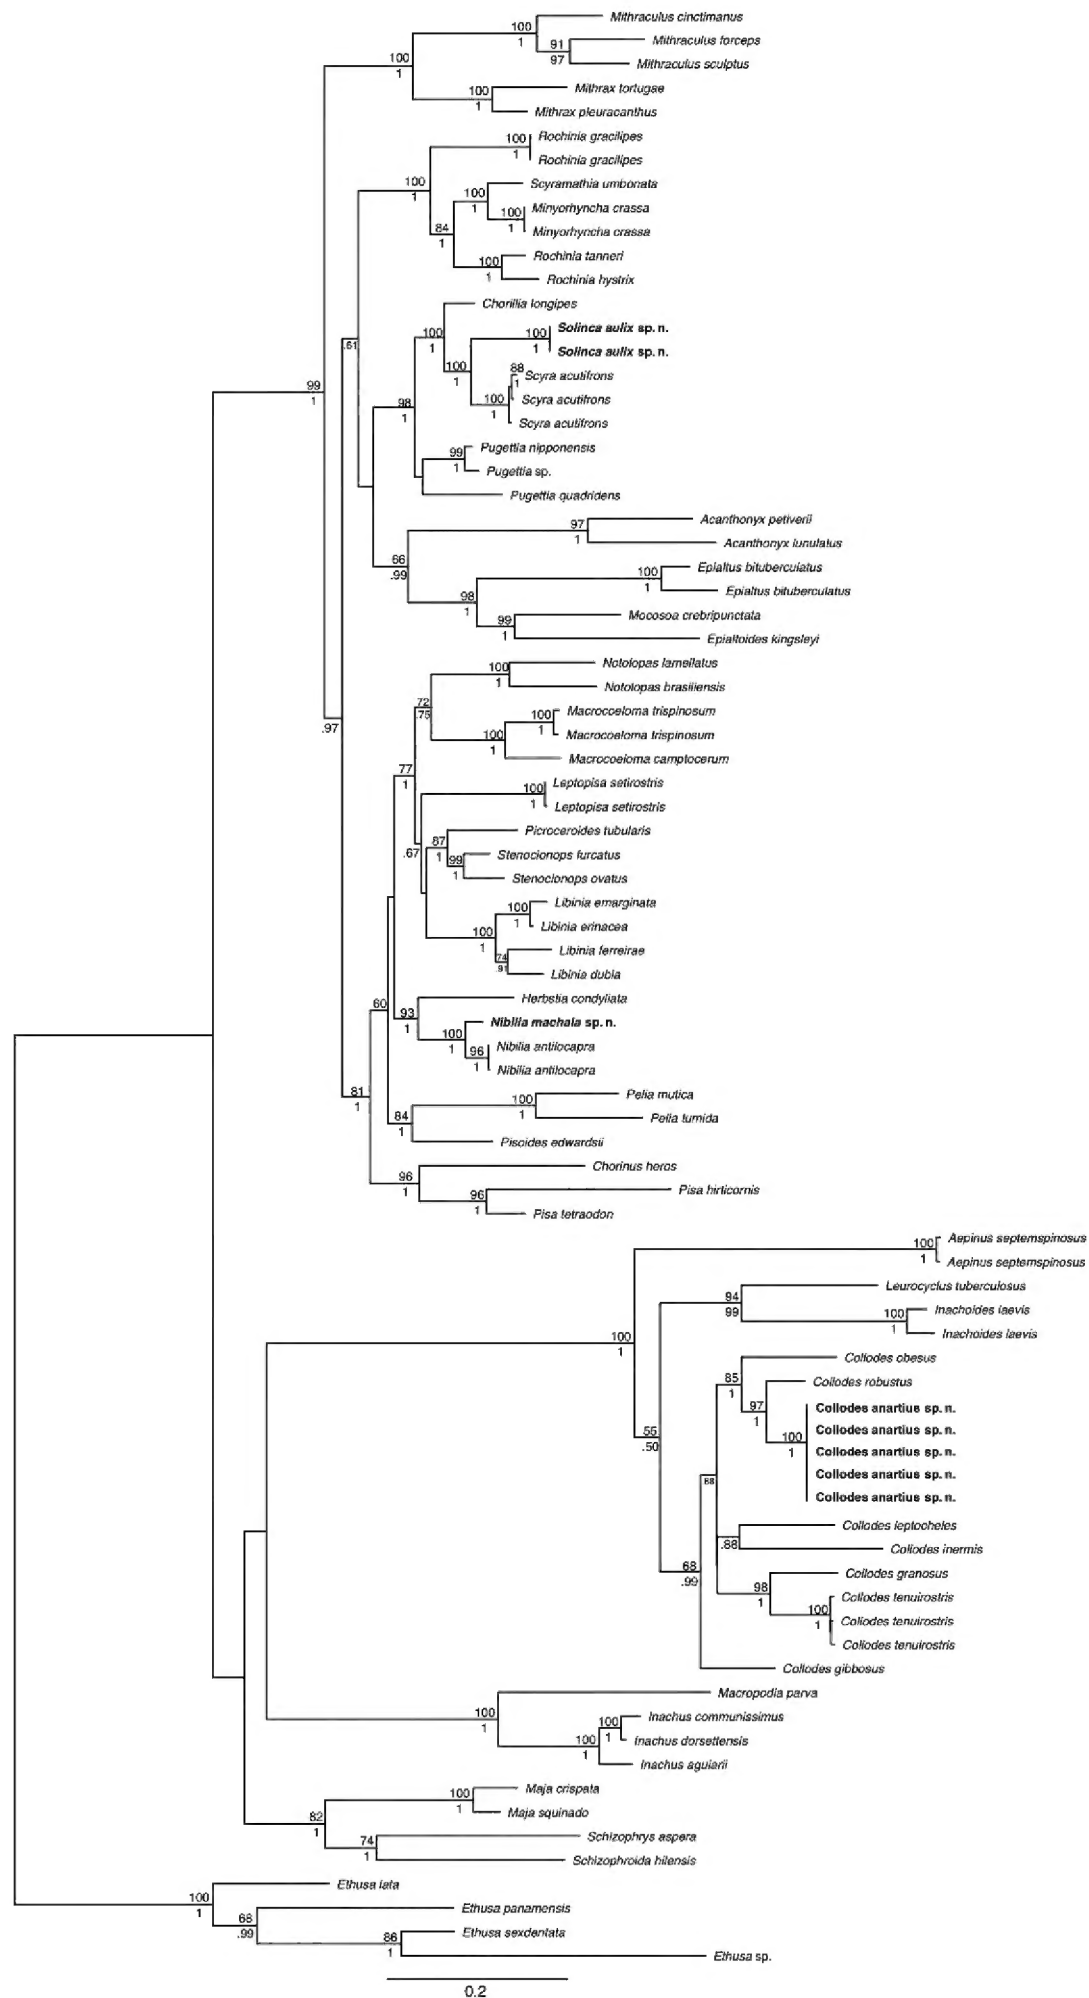 Mithraculus cinctimanus
100
1
Mithraculus forceps
91
97
Mithraculus sculptus
100
1
Mithrax tortugae
100
1
Mithrax pleuracanthus
Rochinia gracilipes
100
1
Rochinia gracilipes
100
1
Scyramathia umbonata
100
1
Minyorhyncha crassa
100
1
Minyorhyncha crassa
84
1
Rochinia tanneri
100
1
Rochinia hystrix
Chorilia longipes
Solinca aulix sp. n.
100
1
100
1
.61
Solinca aulix sp. n.
100
1
88
1
Scyra acutifrons
99
1
98
1
100
1
Scyra acutifrons
Scyra acutifrons
Pugettia nipponensis
99
1
Pugettia sp.
Pugettia quadridens
Acanthonyx petiverii
97
1
Acanthonyx lunulatus
66
.99
Epialtus bituberculatus
100
1
Epialtus bituberculatus
98
1
Mocosoa crebripunctata
99
1
Epialtoides kingsleyi
Notolopas lamellatus
100
1
Notolopas brasiliensis
72
.75
Macrocoeloma trispinosum
100
1
.97
Macrocoeloma trispinosum
100
1
Macrocoeloma camptocerum
77
1
Leptopisa setirostris
100
1
Leptopisa setirostris
Picroceroides tubularis
87
1
.67
Stenocionops furcatus
99
1
Stenocionops ovatus
Libinia emarginata
100
1
Libinia erinacea
100
1
Libinia ferreirae
74
.91
Libinia dubia
Herbstia condyliata
60
93
1
Nibilia machala sp. n.
100
1
Nibilia antilocapra
96
1
Nibilia antilocapra
81
1
Pelia mutica
100
1
Pelia tumida
84
1
Pisoides edwardsii
Chorinus heros
96
1
Pisa hirticornis
96
1
Pisa tetraodon
Aepinus septemspinosus
100
1
Aepinus septemspinosus
Leurocyclus tuberculosus
94
99
Inachoides laevis
100
1
Inachoides laevis
100
1
Collodes obesus
85
1
Collodes robustus
97
1
Collodes anartius sp. n.
Collodes anartius sp. n.
55
.50
100
1
Collodes anartius sp. n.
Collodes anartius sp. n.
68
Collodes anartius sp. n.
Collodes leptocheles
.88
Collodes inermis
68
.99
Collodes granosus
98
1
Collodes tenuirostris
100
1
Collodes tenuirostris
Collodes tenuirostris
Collodes gibbosus
Macropodia parva
100
1
Inachus communissimus
100
1
Inachus dorsettensis
100
1
Inachus aguiarii
Maja crispata
100
1
Maja squinado
82
1
Schizophrys aspera
74
1
Schizophroida hilensis
Ethusa lata
100
1
Ethusa panamensis
68
.99
Ethusa sexdentata
86
1
Ethusa sp.
0.2